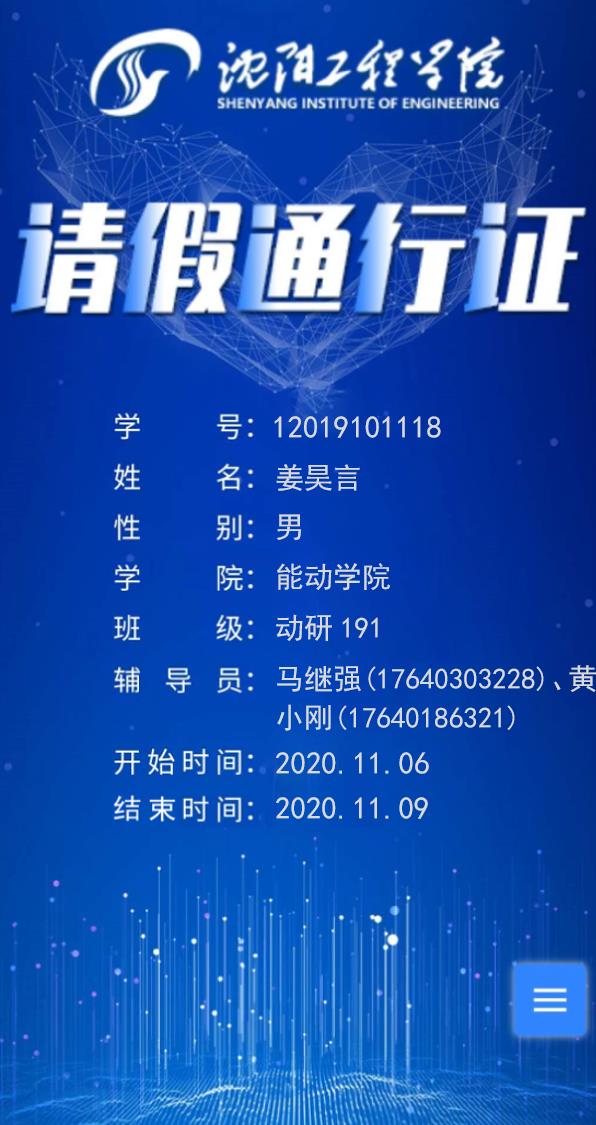 沈阳工程学院
SHENYANG INSTITUTE OF ENGINEERING
请假通行证
学号：12019101118
姓名：姜昊言
性别：男
学院：能动学院
班级：动研191
辅导员：马继强(17640303228)、黄
小刚(17640186321)
开始时间：2020.11.06
结束时间：2020.11.09